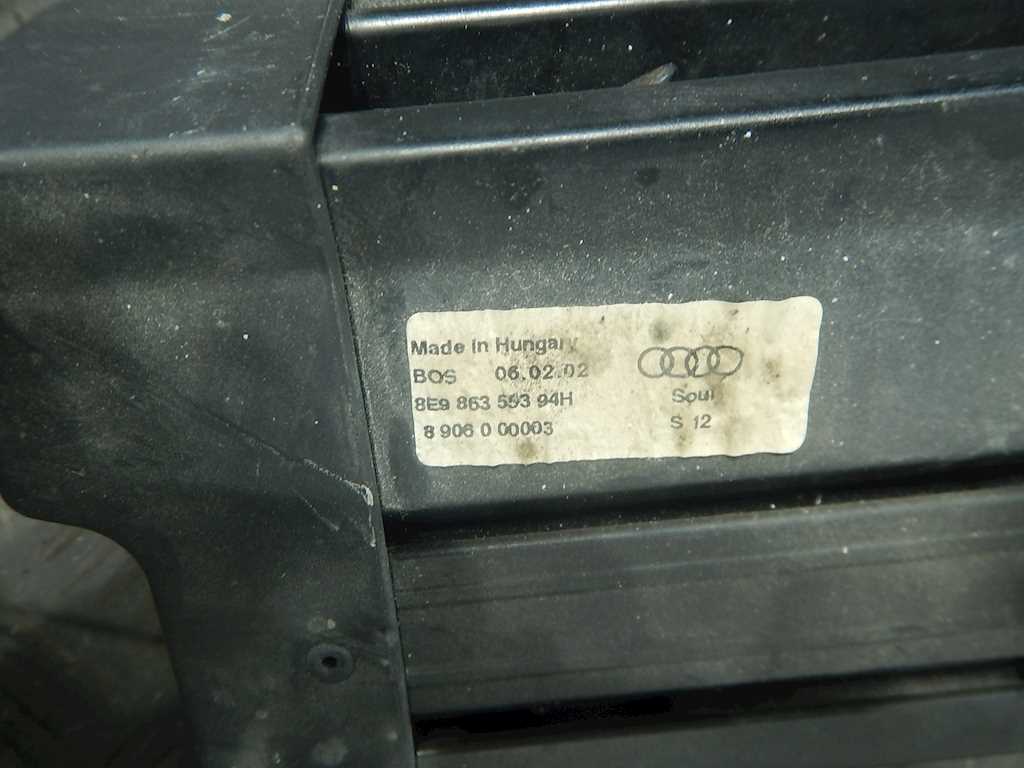 Made in Hungary
BOS 06.02.02
8E9 863 553 94H
Soul
8 906 0 00003
S 12